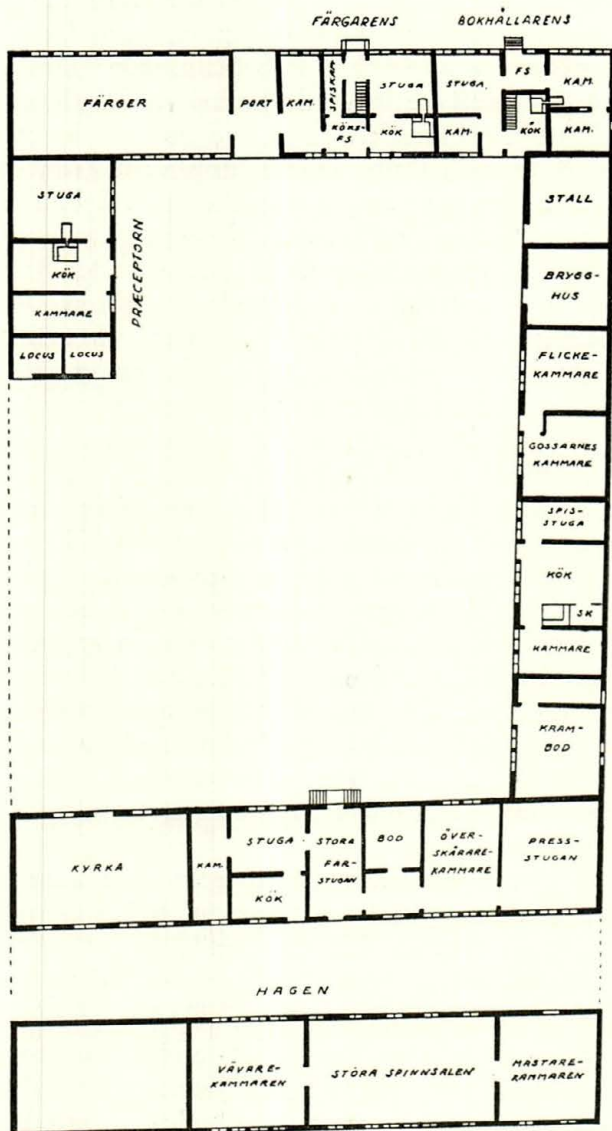 FÄRGARENS
BOKHÅLLARENS
FÄRGER
PORT
KAM.
SPISKAM.
KÖKS-
FS
STUGA
KÖK
STUGA
KAM.
FS
KÖK
KAM.
KAM.
STUGA
KÖK
KAMMARE
LOCUS
LOCUS
PRÆCEPTORN
STALL
BRYGG-
HUS
FLICKE-
KAMMARE
GOSSARNES
KAMMARE
SPIS-
STUGA
KÖK
SK
KAMMARE
KRAM-
BOD
KYRKA
KAM.
STUGA
KÖK
STORA
FAR-
STUGAN
BOD
ÖVER-
SKÄRARE-
KAMMARE
PRESS-
STUGAN
HAGEN
VÄVARE-
KAMMAREN
STÖRA SPINNSALEN
MÄSTARE-
KAMMAREN